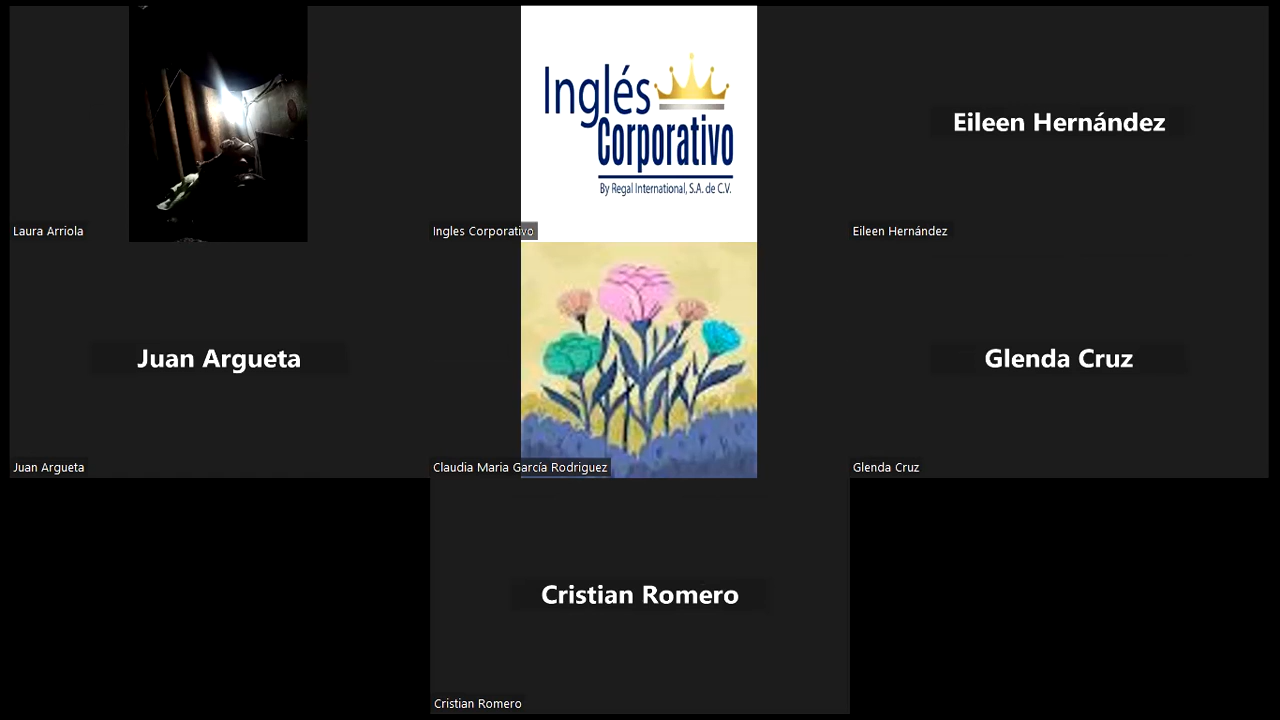 Inglés
Corporativo
By Regal International, S.A. de C.V.
Eileen Hernández
Laura Arriola
Ingles Corporativo
Eileen Hernández
Juan Argueta
Glenda Cruz
Juan Argueta
Claudia Maria García Rodriguez
Glenda Cruz
Cristian Romero
Cristian Romero